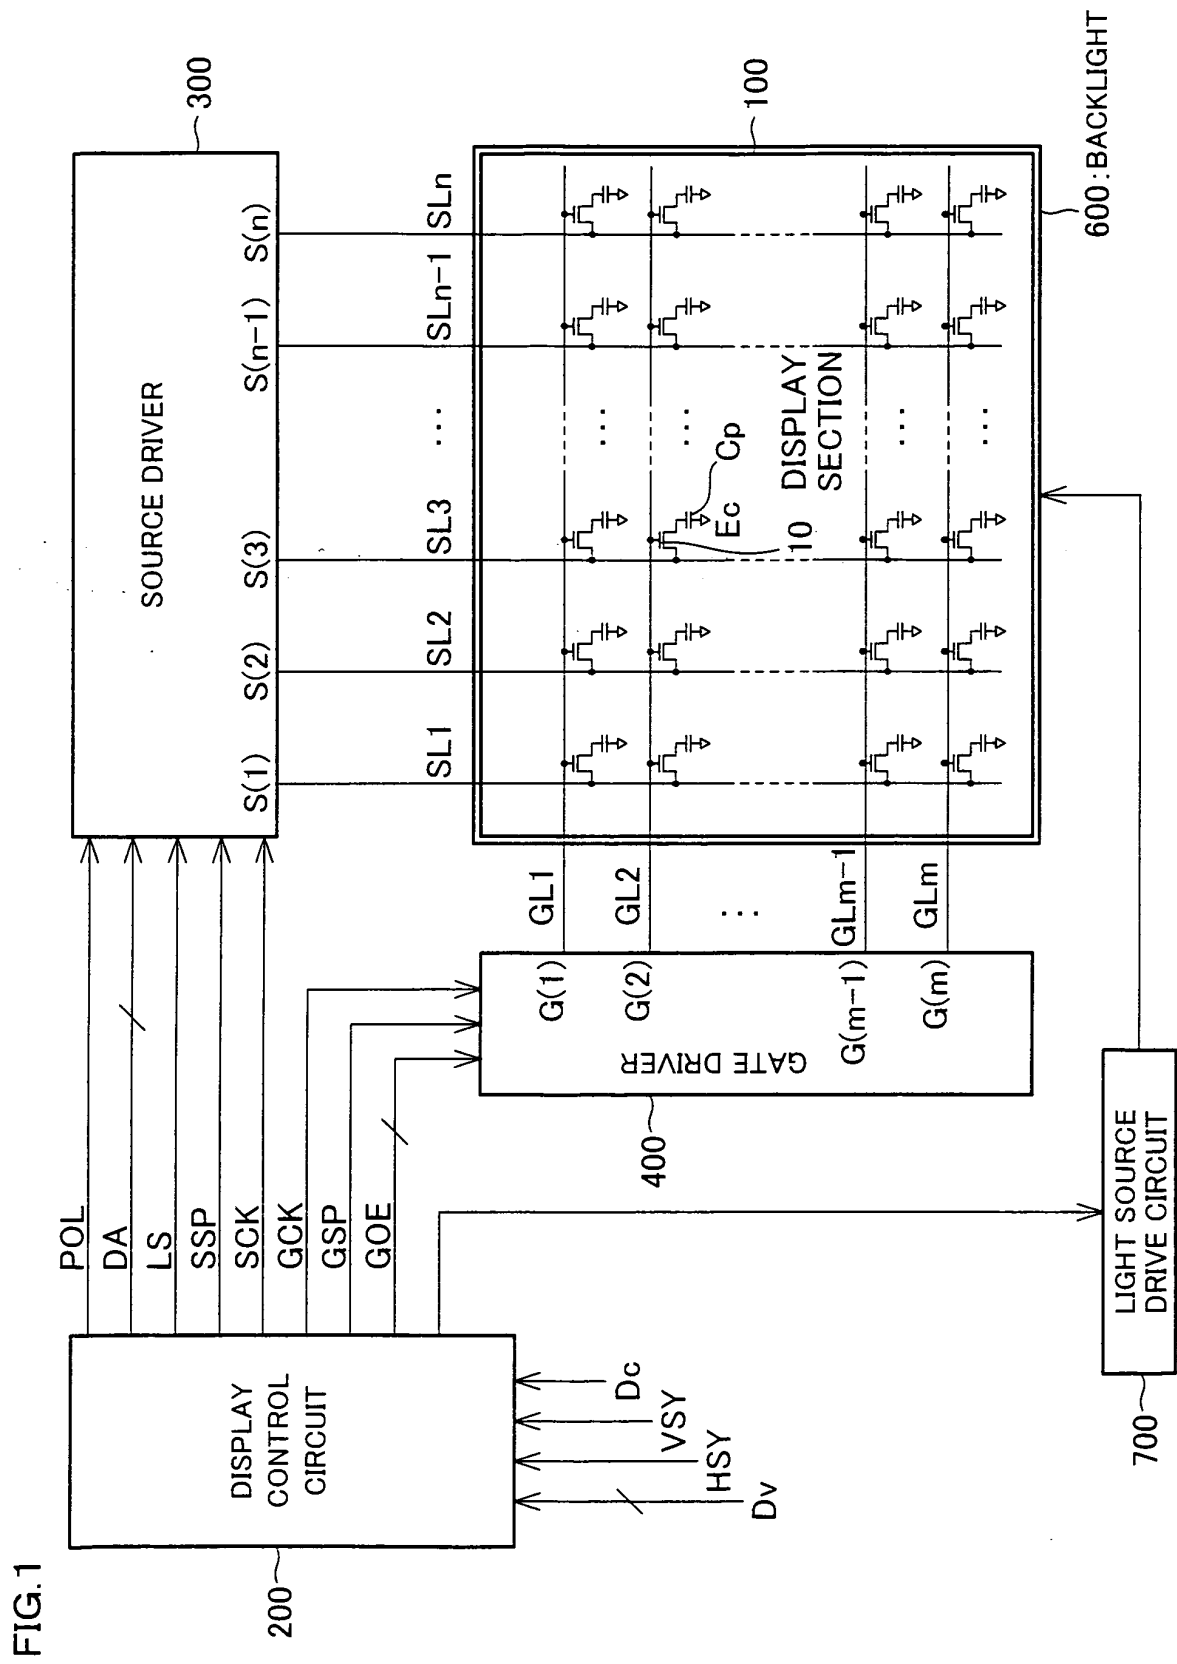 FIG.1
200
DISPLAY
CONTROL
CIRCUIT
Dv
HSY
VSY
Dc
POL
DA
LS
SSP
SCK
GCK
GSP
GOE
300
SOURCE DRIVER
S(1)
S(2)
S(3)
S(n-1)
S(n)
SL1
SL2
SL3
...
SLn-1
SLn
400
GATE DRIVER
G(1)
G(2)
G(m-1)
G(m)
GL1
GL2
...
GLm-1
GLm
100
...
...
Ec
Cp
10
DISPLAY
SECTION
...
...
600:BACKLIGHT
700
LIGHT SOURCE
DRIVE CIRCUIT